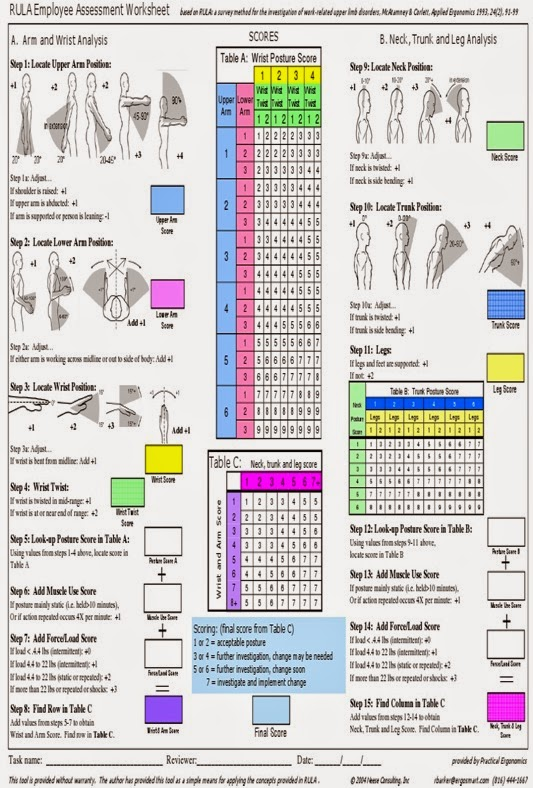 RULA Employee Assessment Worksheet
based on RULA: a survey method for the investigation of work-related upper limb disorders, McAtamney & Corlett, Applied Ergonomics 1993, 24(2), 91-99
A. Arm and Wrist Analysis
Step 1: Locate Upper Arm Position:
+1 +2 +2 +3 +4
20° 20° 20° 20-45° 45-90° 90°+
in extension
Step 1a: Adjust…
If shoulder is raised: +1
If upper arm is abducted: +1
If arm is supported or person is leaning: -1
Upper Arm
Score
Step 2: Locate Lower Arm Position:
+1 +2
Add +1
Lower Arm
Score
Step 2a: Adjust…
If either arm is working across midline or out to side of body: Add +1
Step 3: Locate Wrist Position:
+1 +2 +3 Add +1
Step 3a: Adjust…
If wrist is bent from midline: Add +1
Wrist Score
Step 4: Wrist Twist:
If wrist is twisted in mid-range: +1
If wrist is at or near end of range: +2
Wrist Twist
Score
Step 5: Look-up Posture Score in Table A:
Using values from steps 1-4 above, locate score in
Table A
Posture Score A
+
Step 6: Add Muscle Use Score
If posture mainly static (i.e. held>10 minutes),
Or if action repeated occurs 4X per minute: +1
Muscle Use Score
+
Step 7: Add Force/Load Score
If load < .4.4 lbs (intermittent): +0
If load 4.4 to 22 lbs (intermittent): +1
If load 4.4 to 22 lbs (static or repeated): +2
If more than 22 lbs or repeated or shocks: +3
Force/Load Score
=
Step 8: Find Row in Table C
Add values from steps 5-7 to obtain
Wrist and Arm Score. Find row in Table C.
Wrist & Arm Score
SCORES
Table A: Wrist Posture Score
1 2 3 4
Upper Arm
Lower Arm
Wrist Twist Wrist Twist Wrist Twist Wrist Twist
1 2 1 2 1 2 1 2
1 1 1 2 2 2 2 3 3 3
2 2 2 2 2 3 3 3 3
3 2 3 3 3 3 3 4 4
2 1 2 3 3 3 3 4 4 4
2 3 3 3 3 3 4 4 4
3 3 4 4 4 4 4 5 5
3 1 3 3 4 4 4 4 5 5
2 3 4 4 4 4 4 5 5
3 4 4 4 4 4 5 5 5
4 1 4 4 4 4 4 5 5 5
2 4 4 4 4 4 5 5 5
3 4 4 4 5 5 5 6 6
5 1 5 5 5 5 5 6 6 7
2 5 6 6 6 6 7 7 7
3 6 6 6 7 7 7 7 8
6 1 7 7 7 7 7 8 8 9
2 8 8 8 8 8 9 9 9
3 9 9 9 9 9 9 9 9
Table C: Neck, trunk and leg score
1 2 3 4 5 6 7+
Wrist and Arm Score
1 1 2 3 3 4 5 5
2 2 2 3 4 4 5 5
3 3 3 3 4 4 5 6
4 3 3 3 4 5 6 6
5 4 4 4 5 6 7 7
6 4 4 5 6 6 7 7
7 5 5 6 6 7 7 7
8+ 5 5 6 7 7 7 7
Scoring: (final score from Table C)
1 or 2 = acceptable posture
3 or 4 = further investigation, change may be needed
5 or 6 = further investigation, change soon
7 = investigate and implement change
Final Score
B. Neck, Trunk and Leg Analysis
Step 9: Locate Neck Position:
+1 +2 +3 +4
0-10° 10-20° 20°+ in extension
Step 9a: Adjust…
If neck is twisted: +1
If neck is side bending: +1
Neck Score
Step 10: Locate Trunk Position:
+1 +2 +3 +4
0° 0-20° 20-60° 60°+
Step 10a: Adjust…
If trunk is twisted: +1
If trunk is side bending: +1
Trunk Score
Step 11: Legs:
If legs and feet are supported: +1
If not: +2
Leg Score
Table B: Trunk Posture Score
Neck Posture Score
1 2 3 4 5 6
Legs Legs Legs Legs Legs Legs
1 2 1 2 1 2 1 2 1 2 1 2
1 1 3 2 3 3 4 5 5 6 6 7 7
2 2 3 2 3 4 5 5 5 6 7 7 7
3 3 3 3 4 4 5 5 6 6 7 7 7
4 5 5 5 6 6 7 7 7 7 7 8 8
5 7 7 7 7 7 8 8 8 8 8 8 8
6 8 8 8 8 8 8 8 9 9 9 9 9
Step 12: Look-up Posture Score in Table B:
Using values from steps 9-11 above,
locate score in Table B
Posture Score B
+
Step 13: Add Muscle Use Score
If posture mainly static (i.e. held>10 minutes),
Or if action repeated occurs 4X per minute: +1
Muscle Use Score
+
Step 14: Add Force/Load Score
If load < .4.4 lbs (intermittent): +0
If load 4.4 to 22 lbs (intermittent): +1
If load 4.4 to 22 lbs (static or repeated): +2
If more than 22 lbs or repeated or shocks: +3
Force/Load Score
=
Step 15: Find Column in Table C
Add values from steps 12-14 to obtain
Neck, Trunk and Leg Score. Find Column in Table C.
Neck, Trunk & Leg
Score
Task name: Reviewer: Date: / /
provided by Practical Ergonomics
This tool is provided without warranty. The author has provided this tool as a simple means for applying the concepts provided in RULA.
© 2004 Neese Consulting, Inc
rbarker@ergosmart.com (816) 444-1667